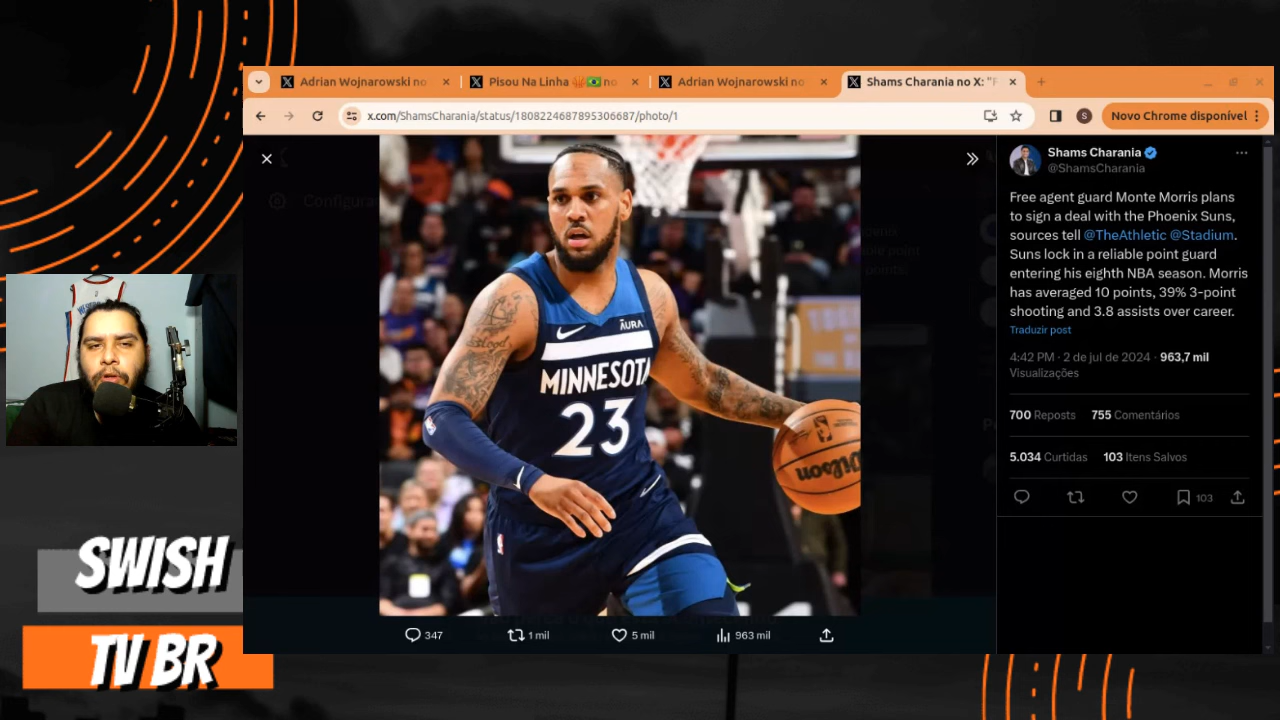 Adrian Wojnarowski no
Pisou Na Linha 🏀🇧🇷 no
Adrian Wojnarowski no
Shams Charania no X: "F
x.com/ShamsCharania/status/1808224687895306687/photo/1
S
Novo Chrome disponível
Configura
MINNESOTA
23
ĀURA
Wilson
Blood
Shams Charania
@ShamsCharania
Free agent guard Monte Morris plans
to sign a deal with the Phoenix Suns,
sources tell @TheAthletic @Stadium.
Suns lock in a reliable point guard
entering his eighth NBA season. Morris
has averaged 10 points, 39% 3-point
shooting and 3.8 assists over career.
Traduzir post
4:42 PM · 2 de jul de 2024 · 963,7 mil
Visualizações
700 Reposts 755 Comentários
5.034 Curtidas 103 Itens Salvos
103
347 1 mil 5 mil 963 mil
SWISH
TV BR